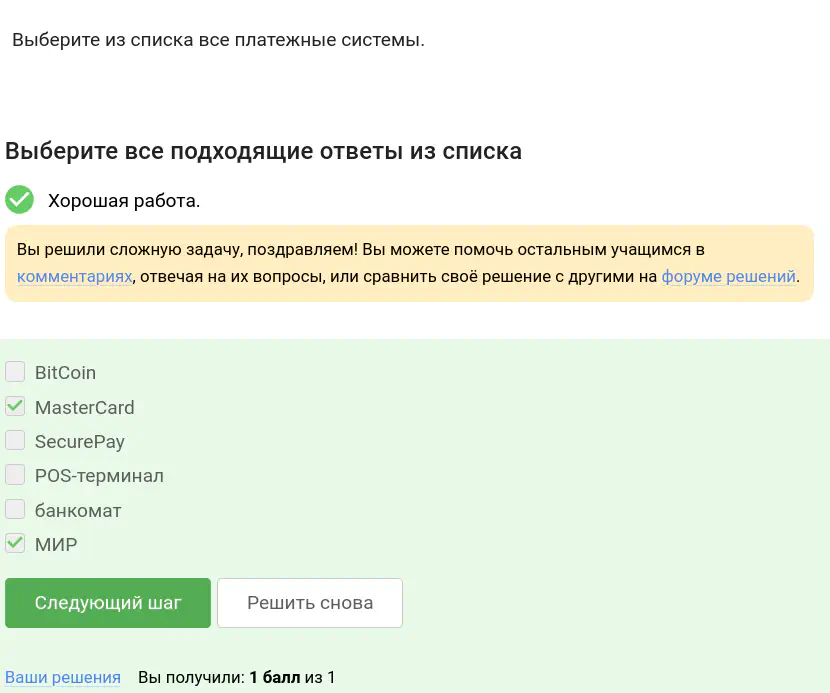 Выберите из списка все платежные системы.
Выберите все подходящие ответы из списка
Хорошая работа.
Вы решили сложную задачу, поздравляем! Вы можете помочь остальным учащимся в
комментариях, отвечая на их вопросы, или сравнить своё решение с другими на форуме решений.
BitCoin
MasterCard
SecurePay
POS-терминал
банкомат
МИР
Следующий шаг Решить снова
Ваши решения Вы получили: 1 балл из 1